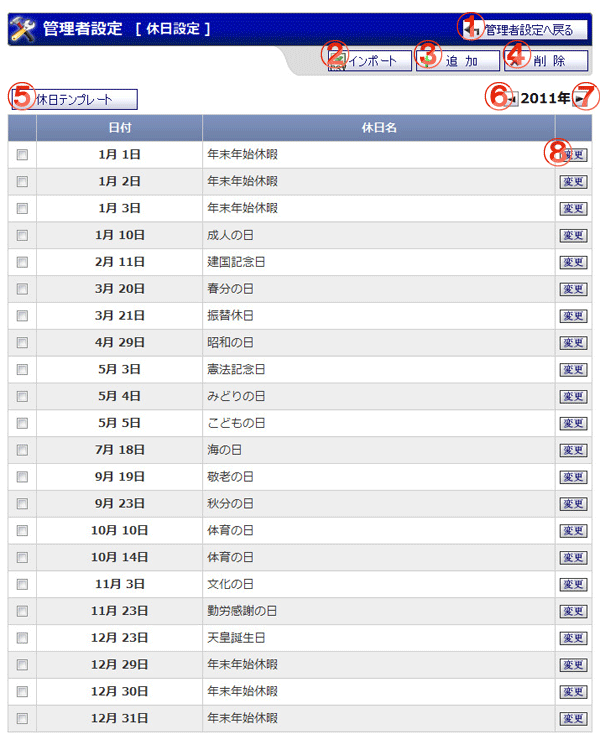 管理者設定 [ 休日設定 ] ① 管理者設定へ戻る
② インポート ③ 追 加 ④ 削 除
⑤ 休日テンプレート ⑥ ◄ 2011年 ► ⑦
日付 休日名
1月 1日 年末年始休暇 ⑧ 変更
1月 2日 年末年始休暇 変更
1月 3日 年末年始休暇 変更
1月 10日 成人の日 変更
2月 11日 建国記念日 変更
3月 20日 春分の日 変更
3月 21日 振替休日 変更
4月 29日 昭和の日 変更
5月 3日 憲法記念日 変更
5月 4日 みどりの日 変更
5月 5日 こどもの日 変更
7月 18日 海の日 変更
9月 19日 敬老の日 変更
9月 23日 秋分の日 変更
10月 10日 体育の日 変更
10月 14日 体育の日 変更
11月 3日 文化の日 変更
11月 23日 勤労感謝の日 変更
12月 23日 天皇誕生日 変更
12月 29日 年末年始休暇 変更
12月 30日 年末年始休暇 変更
12月 31日 年末年始休暇 変更